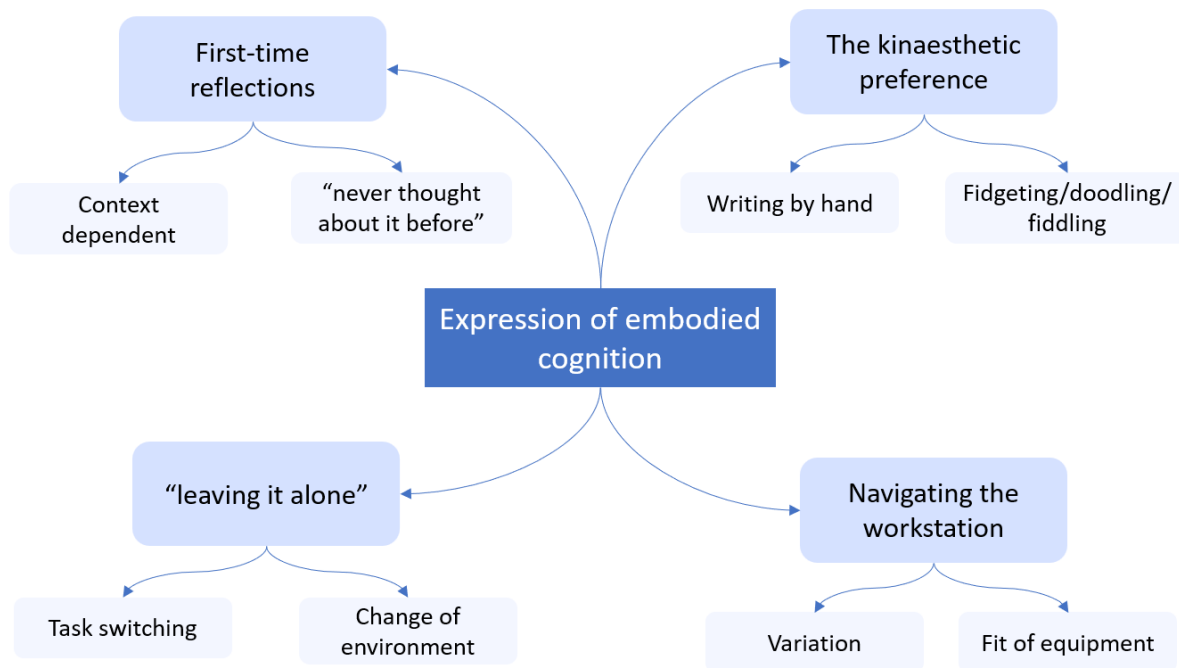 First-time
reflections
Context
dependent
“never thought
about it before”
The kinaesthetic
preference
Writing by hand
Fidgeting/doodling/
fiddling
Expression of embodied
cognition
“leaving it alone”
Task switching
Change of
environment
Navigating the
workstation
Variation
Fit of equipment